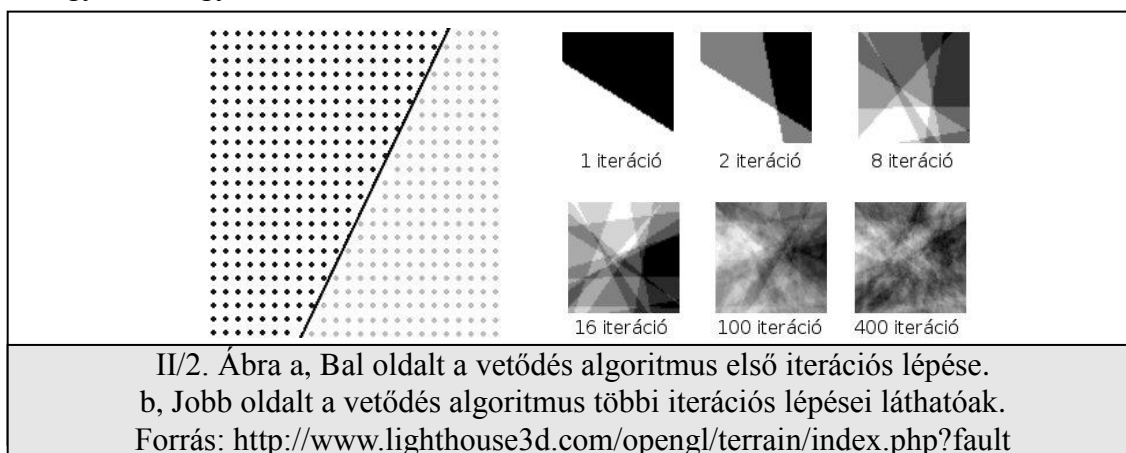 1 iteráció 2 iteráció 8 iteráció
16 iteráció 100 iteráció 400 iteráció
II/2. Ábra a, Bal oldalt a vetődés algoritmus első iterációs lépése.
b, Jobb oldalt a vetődés algoritmus többi iterációs lépései láthatóak.
Forrás: http://www.lighthouse3d.com/opengl/terrain/index.php?fault